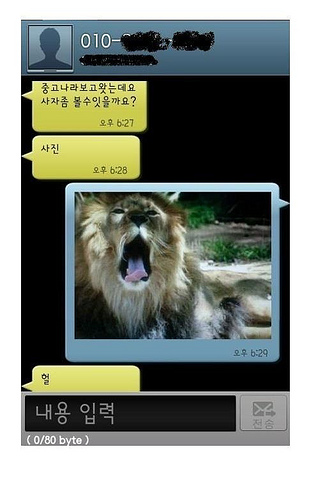 010-
중고나라보고왔는데요
사자좀 볼수잇을까요?
오후 6:27
사진
오후 6:28
오후 6:29
헐
내용 입력
전송
( 0/80 byte )